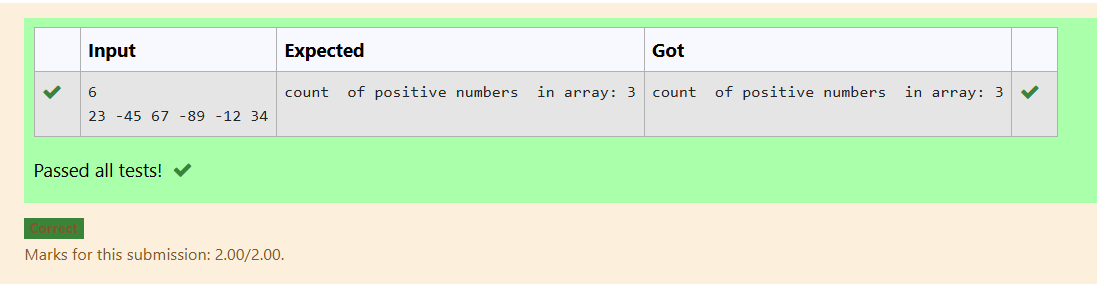 Input Expected Got
6 count  of positive numbers  in array: 3 count  of positive numbers  in array: 3
23 -45 67 -89 -12 34
Passed all tests!
Correct
Marks for this submission: 2.00/2.00.